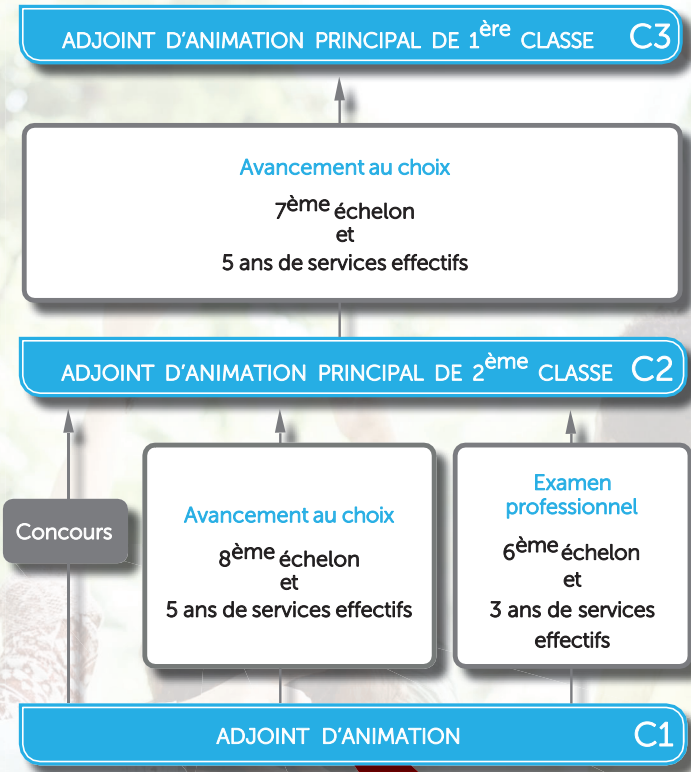 ADJOINT D'ANIMATION PRINCIPAL DE 1ère CLASSE C3
Avancement au choix
7ème échelon
et
5 ans de services effectifs
ADJOINT D'ANIMATION PRINCIPAL DE 2ème CLASSE C2
Concours
Avancement au choix
8ème échelon
et
5 ans de services effectifs
Examen
professionnel
6ème échelon
et
3 ans de services
effectifs
ADJOINT D'ANIMATION C1